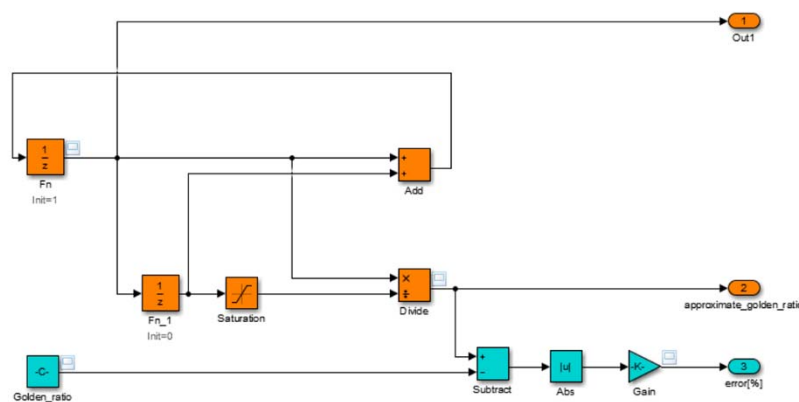 1
Out1
1
z
Fn
Init=1
+
+
Add
1
z
Fn_1
Init=0
Saturation
×
÷
Divide
2
approximate_golden_ratio
-C-
Golden_ratio
+
−
Subtract
|u|
Abs
-K-
Gain
3
error[%]